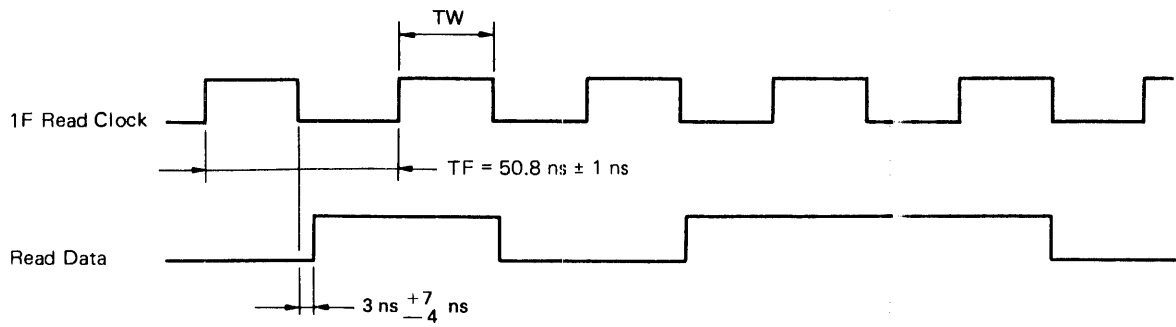 TW
1F Read Clock
TF = 50.8 ns ± 1 ns
Read Data
3 ns +7 −4 ns